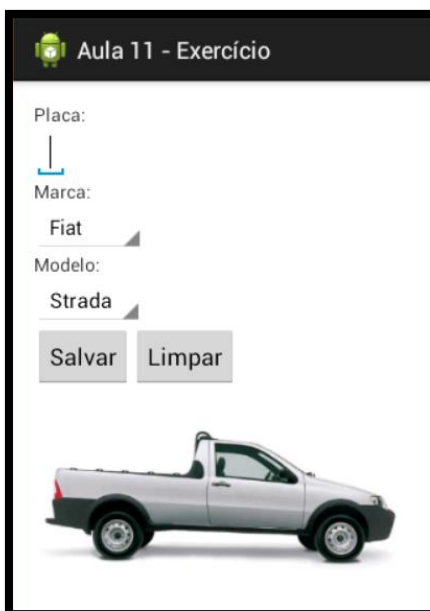 Aula 11 - Exercício
Placa:
Marca:
Fiat
Modelo:
Strada
Salvar Limpar